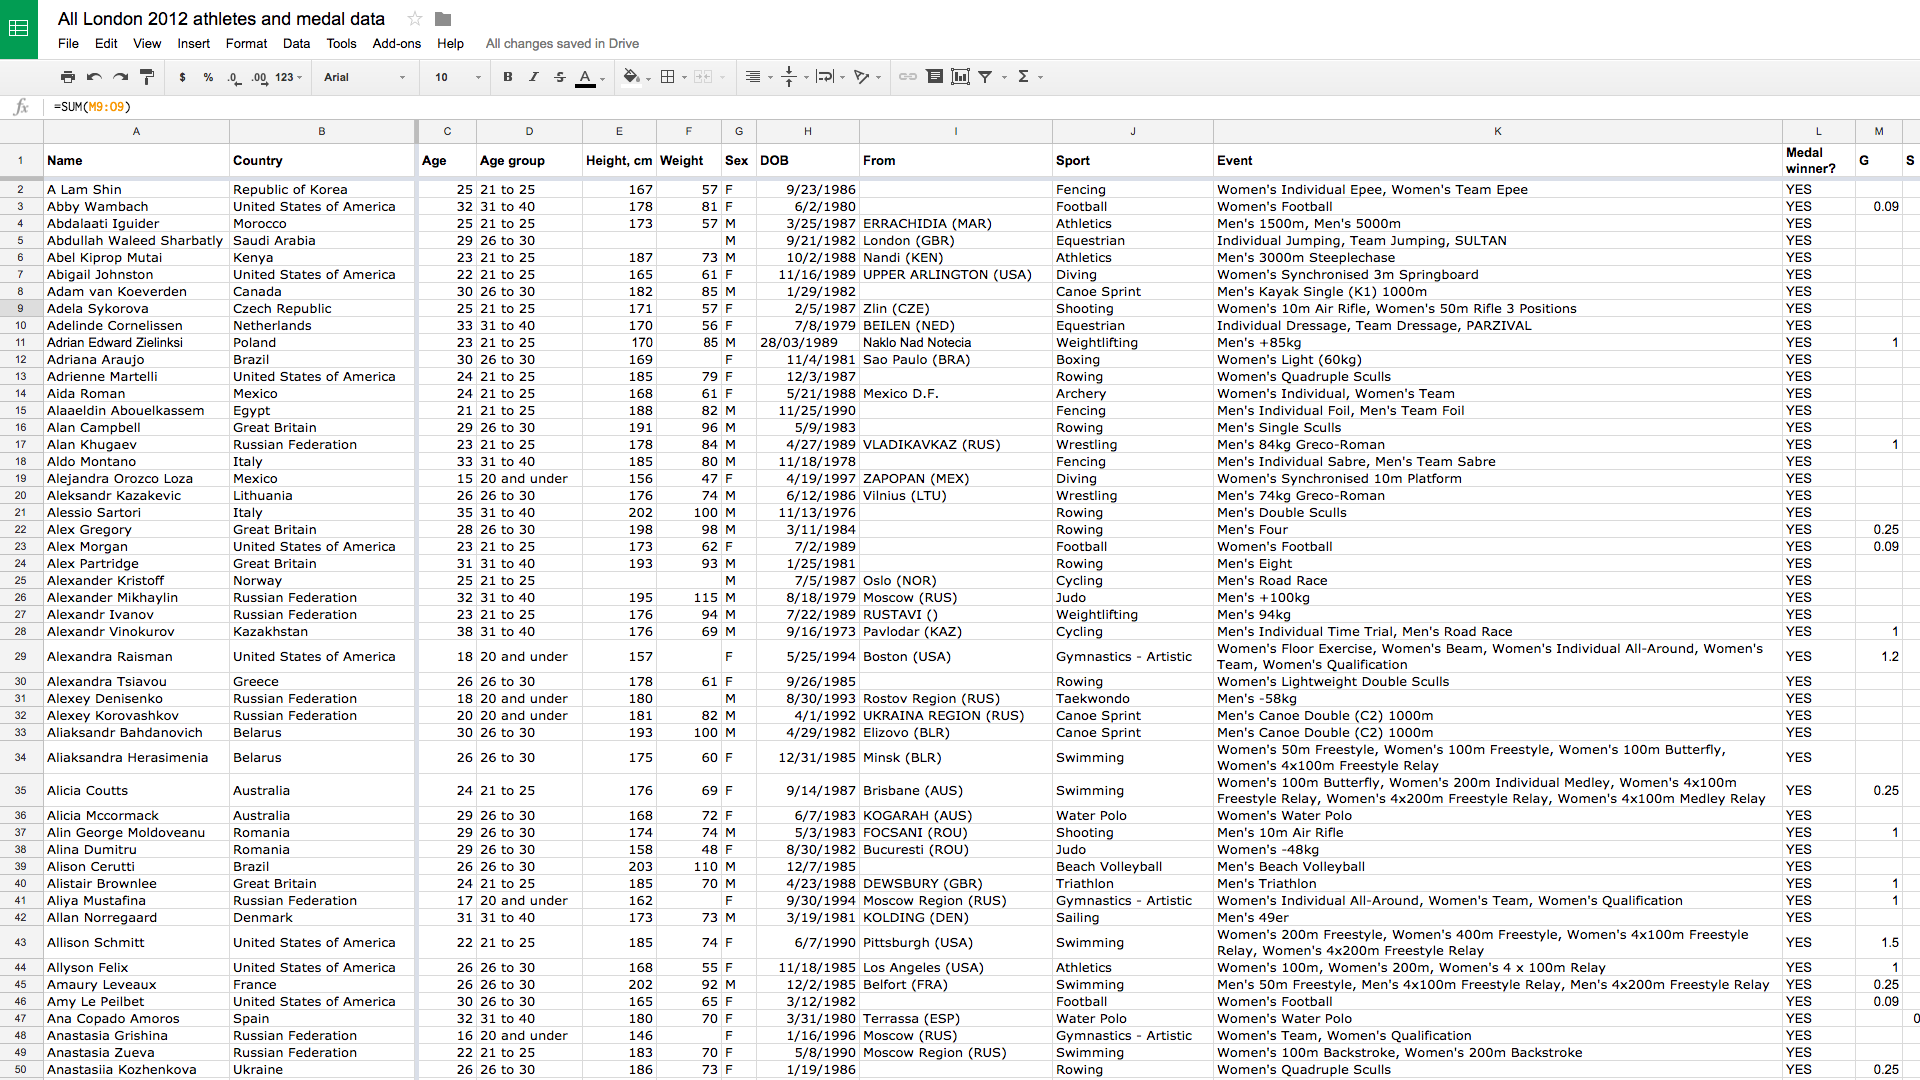 All London 2012 athletes and medal data
File Edit View Insert Format Data Tools Add-ons Help All changes saved in Drive
$ % .0 .00 123 Arial 10 B I S A Σ
fx =SUM(M9:O9)
A B C D E F G H I J K L M
1 Name Country Age Age group Height, cm Weight Sex DOB From Sport Event Medal winner? G S
2 A Lam Shin Republic of Korea 25 21 to 25 167 57 F 9/23/1986 Fencing Women's Individual Epee, Women's Team Epee YES
3 Abby Wambach United States of America 32 31 to 40 178 81 F 6/2/1980 Football Women's Football YES 0.09
4 Abdalaati Iguider Morocco 25 21 to 25 173 57 M 3/25/1987 ERRACHIDIA (MAR) Athletics Men's 1500m, Men's 5000m YES
5 Abdullah Waleed Sharbatly Saudi Arabia 29 26 to 30 M 9/21/1982 London (GBR) Equestrian Individual Jumping, Team Jumping, SULTAN YES
6 Abel Kiprop Mutai Kenya 23 21 to 25 187 73 M 10/2/1988 Nandi (KEN) Athletics Men's 3000m Steeplechase YES
7 Abigail Johnston United States of America 22 21 to 25 165 61 F 11/16/1989 UPPER ARLINGTON (USA) Diving Women's Synchronised 3m Springboard YES
8 Adam van Koeverden Canada 30 26 to 30 182 85 M 1/29/1982 Canoe Sprint Men's Kayak Single (K1) 1000m YES
9 Adela Sykorova Czech Republic 25 21 to 25 171 57 F 2/5/1987 Zlin (CZE) Shooting Women's 10m Air Rifle, Women's 50m Rifle 3 Positions YES
10 Adelinde Cornelissen Netherlands 33 31 to 40 170 56 F 7/8/1979 BEILEN (NED) Equestrian Individual Dressage, Team Dressage, PARZIVAL YES
11 Adrian Edward Zielinksi Poland 23 21 to 25 170 85 M 28/03/1989 Naklo Nad Notecia Weightlifting Men's +85kg YES 1
12 Adriana Araujo Brazil 30 26 to 30 169 F 11/4/1981 Sao Paulo (BRA) Boxing Women's Light (60kg) YES
13 Adrienne Martelli United States of America 24 21 to 25 185 79 F 12/3/1987 Rowing Women's Quadruple Sculls YES
14 Aida Roman Mexico 24 21 to 25 168 61 F 5/21/1988 Mexico D.F. Archery Women's Individual, Women's Team YES
15 Alaaeldin Abouelkassem Egypt 21 21 to 25 188 82 M 11/25/1990 Fencing Men's Individual Foil, Men's Team Foil YES
16 Alan Campbell Great Britain 29 26 to 30 191 96 M 5/9/1983 Rowing Men's Single Sculls YES
17 Alan Khugaev Russian Federation 23 21 to 25 178 84 M 4/27/1989 VLADIKAVKAZ (RUS) Wrestling Men's 84kg Greco-Roman YES 1
18 Aldo Montano Italy 33 31 to 40 185 80 M 11/18/1978 Fencing Men's Individual Sabre, Men's Team Sabre YES
19 Alejandra Orozco Loza Mexico 15 20 and under 156 47 F 4/19/1997 ZAPOPAN (MEX) Diving Women's Synchronised 10m Platform YES
20 Aleksandr Kazakevic Lithuania 26 26 to 30 176 74 M 6/12/1986 Vilnius (LTU) Wrestling Men's 74kg Greco-Roman YES
21 Alessio Sartori Italy 35 31 to 40 202 100 M 11/13/1976 Rowing Men's Double Sculls YES
22 Alex Gregory Great Britain 28 26 to 30 198 98 M 3/11/1984 Rowing Men's Four YES 0.25
23 Alex Morgan United States of America 23 21 to 25 173 62 F 7/2/1989 Football Women's Football YES 0.09
24 Alex Partridge Great Britain 31 31 to 40 193 93 M 1/25/1981 Rowing Men's Eight YES
25 Alexander Kristoff Norway 25 21 to 25 M 7/5/1987 Oslo (NOR) Cycling Men's Road Race YES
26 Alexander Mikhaylin Russian Federation 32 31 to 40 195 115 M 8/18/1979 Moscow (RUS) Judo Men's +100kg YES
27 Alexandr Ivanov Russian Federation 23 21 to 25 176 94 M 7/22/1989 RUSTAVI () Weightlifting Men's 94kg YES
28 Alexandr Vinokurov Kazakhstan 38 31 to 40 176 69 M 9/16/1973 Pavlodar (KAZ) Cycling Men's Individual Time Trial, Men's Road Race YES 1
29 Alexandra Raisman United States of America 18 20 and under 157 F 5/25/1994 Boston (USA) Gymnastics - Artistic Women's Floor Exercise, Women's Beam, Women's Individual All-Around, Women's Team, Women's Qualification YES 1.2
30 Alexandra Tsiavou Greece 26 26 to 30 178 61 F 9/26/1985 Rowing Women's Lightweight Double Sculls YES
31 Alexey Denisenko Russian Federation 18 20 and under 180 M 8/30/1993 Rostov Region (RUS) Taekwondo Men's -58kg YES
32 Alexey Korovashkov Russian Federation 20 20 and under 181 82 M 4/1/1992 UKRAINA REGION (RUS) Canoe Sprint Men's Canoe Double (C2) 1000m YES
33 Aliaksandr Bahdanovich Belarus 30 26 to 30 193 100 M 4/29/1982 Elizovo (BLR) Canoe Sprint Men's Canoe Double (C2) 1000m YES
34 Aliaksandra Herasimenia Belarus 26 26 to 30 175 60 F 12/31/1985 Minsk (BLR) Swimming Women's 50m Freestyle, Women's 100m Freestyle, Women's 100m Butterfly, Women's 4x100m Freestyle Relay YES
35 Alicia Coutts Australia 24 21 to 25 176 69 F 9/14/1987 Brisbane (AUS) Swimming Women's 100m Butterfly, Women's 200m Individual Medley, Women's 4x100m Freestyle Relay, Women's 4x200m Freestyle Relay, Women's 4x100m Medley Relay YES 0.25
36 Alicia Mccormack Australia 29 26 to 30 168 72 F 6/7/1983 KOGARAH (AUS) Water Polo Women's Water Polo YES
37 Alin George Moldoveanu Romania 29 26 to 30 174 74 M 5/3/1983 FOCSANI (ROU) Shooting Men's 10m Air Rifle YES 1
38 Alina Dumitru Romania 29 26 to 30 158 48 F 8/30/1982 Bucuresti (ROU) Judo Women's -48kg YES
39 Alison Cerutti Brazil 26 26 to 30 203 110 M 12/7/1985 Beach Volleyball Men's Beach Volleyball YES
40 Alistair Brownlee Great Britain 24 21 to 25 185 70 M 4/23/1988 DEWSBURY (GBR) Triathlon Men's Triathlon YES 1
41 Aliya Mustafina Russian Federation 17 20 and under 162 F 9/30/1994 Moscow Region (RUS) Gymnastics - Artistic Women's Individual All-Around, Women's Team, Women's Qualification YES 1
42 Allan Norregaard Denmark 31 31 to 40 173 73 M 3/19/1981 KOLDING (DEN) Sailing Men's 49er YES
43 Allison Schmitt United States of America 22 21 to 25 185 74 F 6/7/1990 Pittsburgh (USA) Swimming Women's 200m Freestyle, Women's 400m Freestyle, Women's 4x100m Freestyle Relay, Women's 4x200m Freestyle Relay YES 1.5
44 Allyson Felix United States of America 26 26 to 30 168 55 F 11/18/1985 Los Angeles (USA) Athletics Women's 100m, Women's 200m, Women's 4 x 100m Relay YES 1
45 Amaury Leveaux France 26 26 to 30 202 92 M 12/2/1985 Belfort (FRA) Swimming Men's 50m Freestyle, Men's 4x100m Freestyle Relay, Men's 4x200m Freestyle Relay YES 0.25
46 Amy Le Peilbet United States of America 30 26 to 30 165 65 F 3/12/1982 Football Women's Football YES 0.09
47 Ana Copado Amoros Spain 32 31 to 40 180 70 F 3/31/1980 Terrassa (ESP) Water Polo Women's Water Polo YES 0
48 Anastasia Grishina Russian Federation 16 20 and under 146 F 1/16/1996 Moscow (RUS) Gymnastics - Artistic Women's Team, Women's Qualification YES
49 Anastasia Zueva Russian Federation 22 21 to 25 183 70 F 5/8/1990 Moscow Region (RUS) Swimming Women's 100m Backstroke, Women's 200m Backstroke YES
50 Anastasiia Kozhenkova Ukraine 26 26 to 30 186 73 F 1/19/1986 Rowing Women's Quadruple Sculls YES 0.25